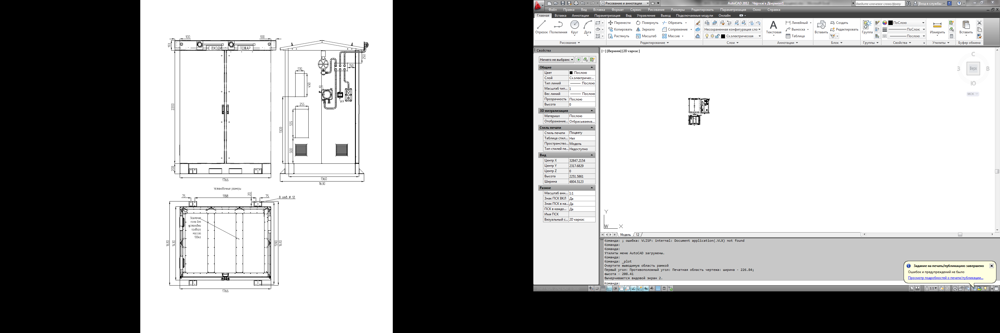 100
100
193
НЕ ВХОДИ
ПОЖАР
2200
200
1766
250
150
170
450
QF1
A9
255
555
1300
500
1360
1630
Установочные размеры
75
1188
20
75
8 отв Ф 12
Усиление
пола для
установки
прибора
массой
100кг
1630
1430
1590
1630
1766
Рисование и аннотации
AutoCAD 2012 Чертеж в Документ1
Введите ключевое слово/фразу
Вход в службы
Файл Правка Вид Вставка Формат Сервис Рисование Размеры Редактировать Параметризация Окно Справка
Главная Вставка Аннотации Параметризация Вид Управление Вывод Подключаемые модули Онлайн
Отрезок Полилиния Круг Дуга
Перенести Повернуть Обрезать
Копировать Зеркало Сопряжение
Растянуть Масштаб Массив
Несохраненная конфигурация сло
Сх.электрическая
Текстовая
Линейный
Выноска
Таблица
Вставить
Создать
Редактировать
Группа
ПоСлою
ПоСлоє
Послою
Измерить
Вставить
Рисование Редактирование Слои Аннотации Блок Группы Свойства Утилиты Буфер обмена
Свойства
Ничего не выбранс
Общие
Цвет Послою
Слой Сх.электричес...
Тип линий Послою
Масштаб тип... 1
Вес линий Послою
Прозрачность Послою
Высота 0
3D визуализация
Материал Послою
Отображение... Отбрасываема...
Стиль печати
Стиль печати Поцвету
Таблица стил... Нет
Пространство... Модель
Тип стилей пе... Недоступно
Вид
Центр X 32847.2154
Центр Y 2317.6829
Центр Z 0
Высота 2251.5861
Ширина 4804.5123
Разное
Масштаб анн... 1:1
Знак ПСК ВКЛ Да
Знак ПСК в на... Да
ПСК в каждо... Да
Имя ПСК
Визуальный с... 2D каркас
[−] [Верхняя] [2D каркас]
С
З
Верх
В
Ю
МСК
Y
W
X
Модель 12
Команда: ; ошибка: VLISP: internal: Document application(.VLX) not found
Команда:
Команда:
Утилиты меню AutoCAD загружены.
Команда:
Команда: _plot
Очертите выводимую область рамкой
Первый угол: Противоположный угол: Печатная область чертежа: ширина - 226.84;
высота - 208.41
Вычерчивается видовой экран 2.
Команда:
Задание на печать/публикацию завершено
Ошибок и предупреждений не было
Просмотр подробностей о печати/публикации...
1:1